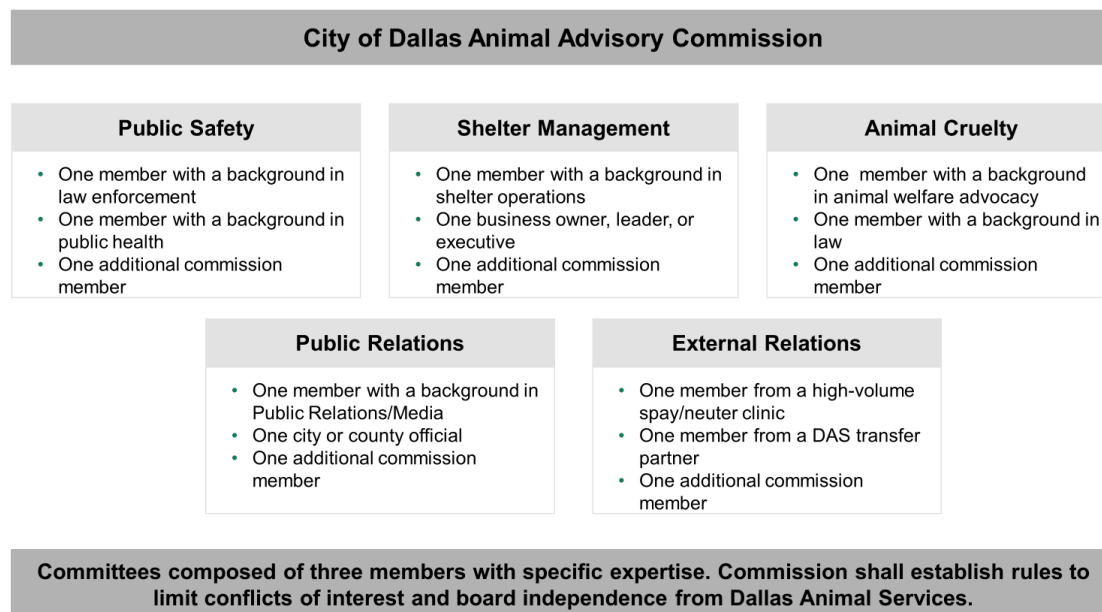 City of Dallas Animal Advisory Commission
Public Safety
• One member with a background in
law enforcement
• One member with a background in
public health
• One additional commission
member
Shelter Management
• One member with a background in
shelter operations
• One business owner, leader, or
executive
• One additional commission
member
Animal Cruelty
• One  member with a background
in animal welfare advocacy
• One member with a background in
law
• One additional commission
member
Public Relations
• One member with a background in
Public Relations/Media
• One city or county official
• One additional commission
member
External Relations
• One member from a high-volume
spay/neuter clinic
• One member from a DAS transfer
partner
• One additional commission
member
Committees composed of three members with specific expertise. Commission shall establish rules to
limit conflicts of interest and board independence from Dallas Animal Services.